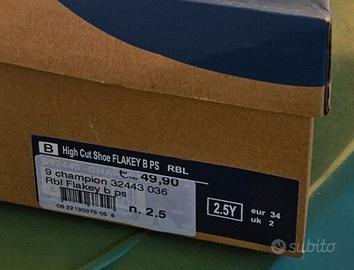 B High Cut Shoe FLAKEY B PS RBL
€ 49,90
9 champion 32443 036
Rbl Flakey b ps
n. 2.5
2.5Y
eur 34
uk 2
subito